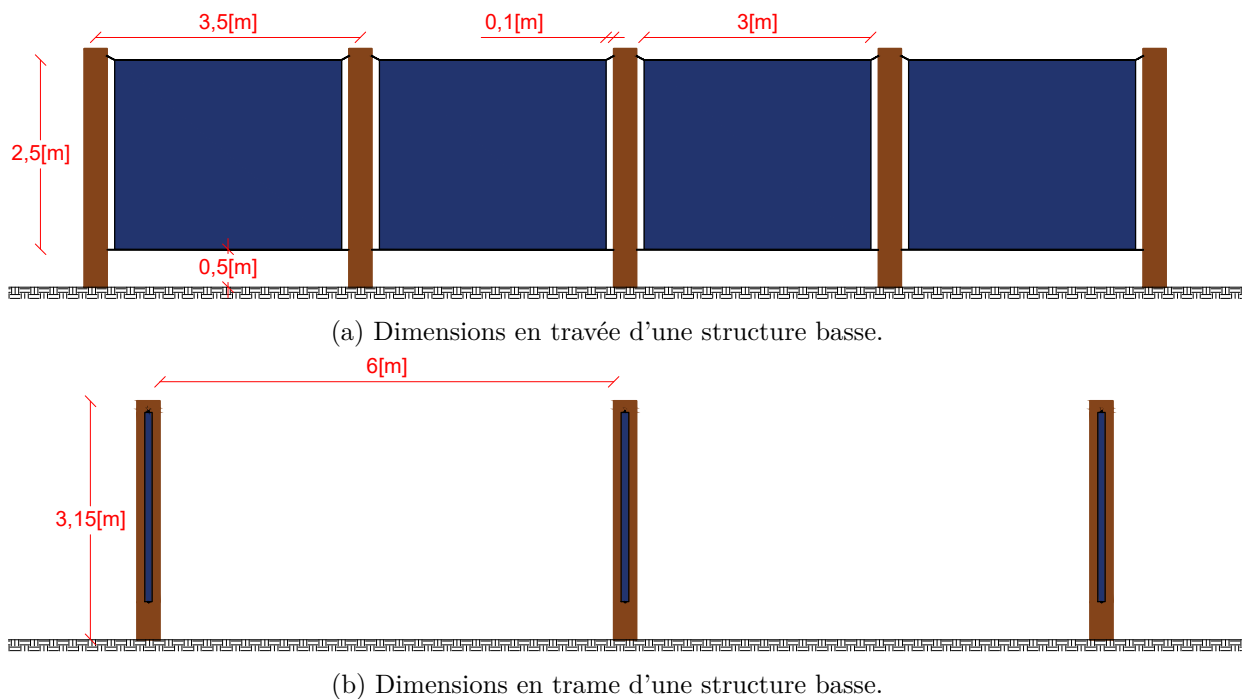 3,5[m]
0,1[m]
3[m]
2,5[m]
0,5[m]
(a) Dimensions en travée d'une structure basse.
6[m]
3,15[m]
(b) Dimensions en trame d'une structure basse.